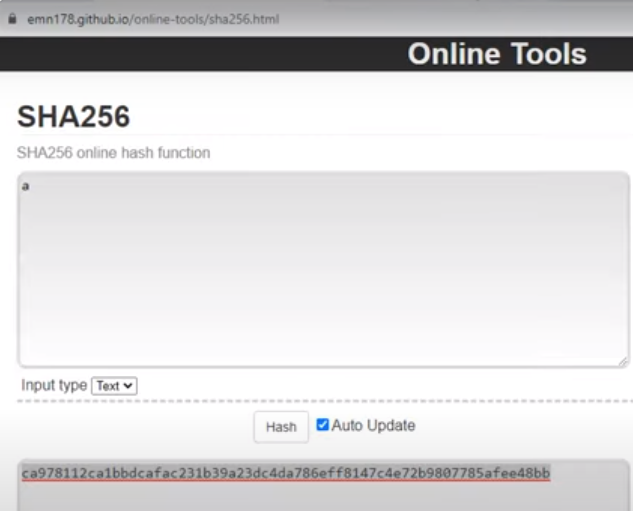 emn178.github.io/online-tools/sha256.html
Online Tools
SHA256
SHA256 online hash function
a
Input type Text
Hash Auto Update
ca978112ca1bbdcafac231b39a23dc4da786eff8147c4e72b9807785afee48bb